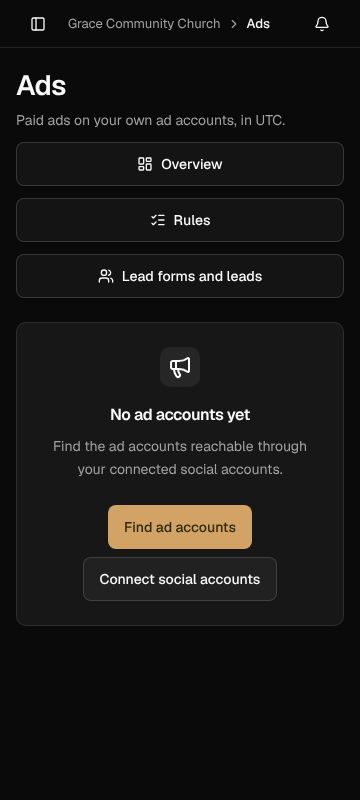 Grace Community Church > Ads
Ads
Paid ads on your own ad accounts, in UTC.
Overview
Rules
Lead forms and leads
No ad accounts yet
Find the ad accounts reachable through
your connected social accounts.
Find ad accounts
Connect social accounts